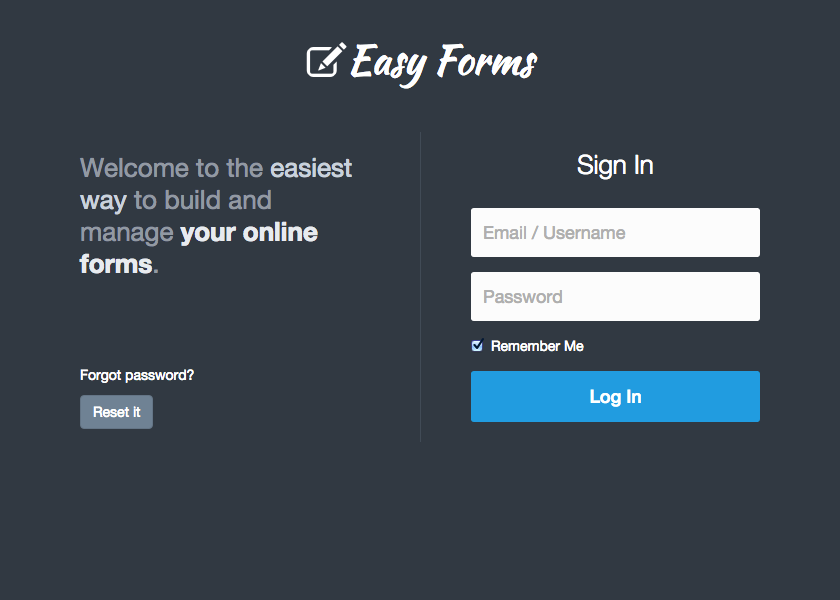 Easy Forms
Welcome to the easiest
way to build and
manage your online
forms.
Forgot password?
Reset it
Sign In
Email / Username
Password
Remember Me
Log In